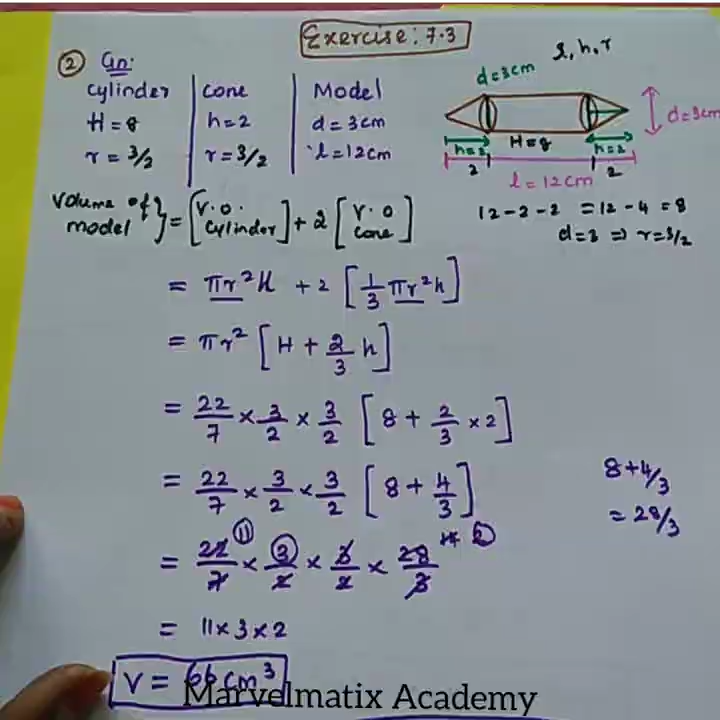 Exercise: 7.3
② Gn:
Cylinder | Cone | Model
H = 8 | h = 2 | d = 3cm
r = 3/2 | r = 3/2 | l = 12cm
l, h, r
d = 3cm
d = 3cm
h = 2 H = 8 h = 2
2 2
l = 12cm
12-2-2 = 12-4 = 8
d = 3 ⇒ r = 3/2
Volume of model } = [V.O. Cylinder] + 2 [V.O Cone]
= πr²H + 2 [1/3 πr²h]
= πr² [H + 2/3 h]
= 22/7 × 3/2 × 3/2 [8 + 2/3 × 2]
= 22/7 × 3/2 × 3/2 [8 + 4/3]
8 + 4/3
= 28/3
= 22/7 ⑪ × ③/2 × 3/2 × 28/3 14 ②
= 11 × 3 × 2
V = 66 cm³
Marvelmatix Academy